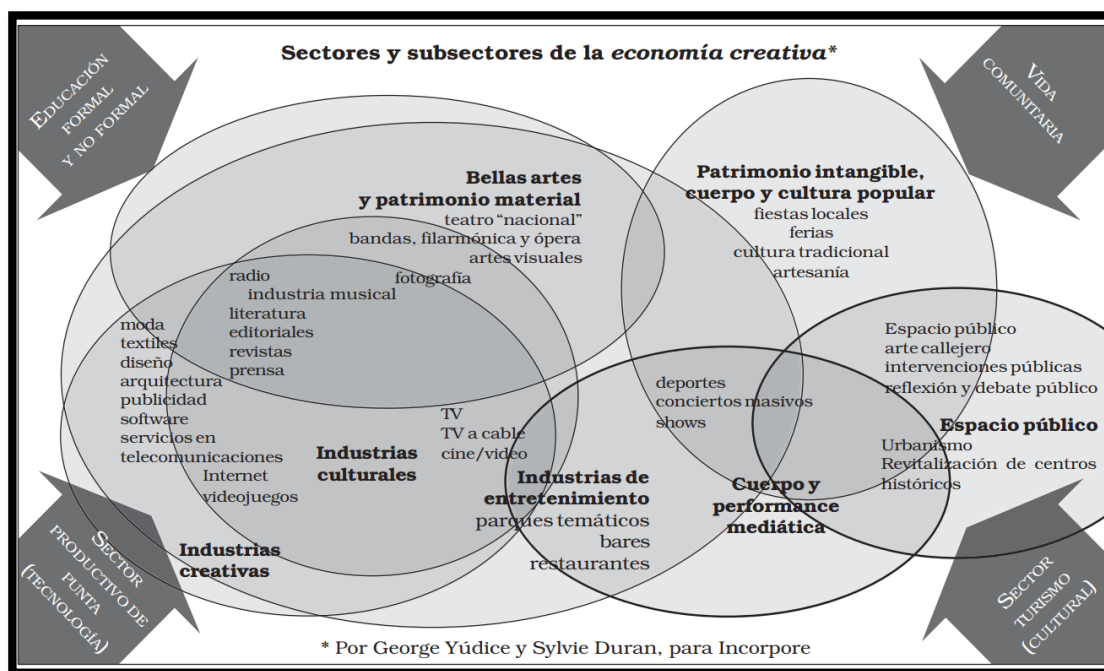 Sectores y subsectores de la economía creativa*
EDUCACIÓN
FORMAL
Y NO FORMAL
VIDA
COMUNITARIA
Bellas artes
y patrimonio material
teatro “nacional”
bandas, filarmónica y ópera
artes visuales
fotografía
Patrimonio intangible,
cuerpo y cultura popular
fiestas locales
ferias
cultura tradicional
artesanía
radio
industria musical
literatura
editoriales
revistas
prensa
moda
textiles
diseño
arquitectura
publicidad
software
servicios en
telecomunicaciones
Internet
videojuegos
Industrias
creativas
Industrias
culturales
TV
TV a cable
cine/video
deportes
conciertos masivos
shows
Industrias de
entretenimiento
parques temáticos
bares
restaurantes
Cuerpo y
performance
mediática
Espacio público
arte callejero
intervenciones públicas
reflexión y debate público
Espacio público
Urbanismo
Revitalización de centros
históricos
SECTOR
PRODUCTIVO DE
PUNTA
(TECNOLOGÍA)
SECTOR
TURISMO
(CULTURAL)
* Por George Yúdice y Sylvie Duran, para Incorpore